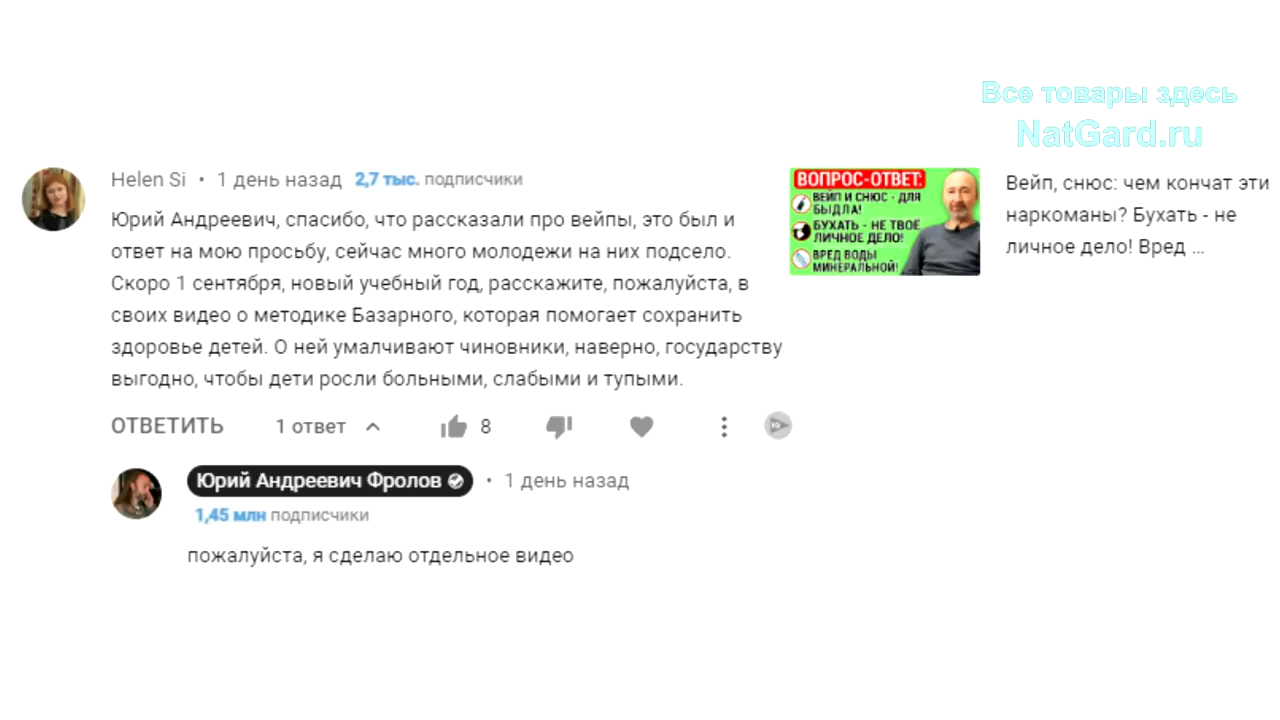 Все товары здесь
NatGard.ru
Helen Si • 1 день назад 2,7 тыс. подписчики
Юрий Андреевич, спасибо, что рассказали про вейпы, это был и
ответ на мою просьбу, сейчас много молодежи на них подсело.
Скоро 1 сентября, новый учебный год, расскажите, пожалуйста, в
своих видео о методике Базарного, которая помогает сохранить
здоровье детей. О ней умалчивают чиновники, наверно, государству
выгодно, чтобы дети росли больными, слабыми и тупыми.
ОТВЕТИТЬ 1 ответ 8
Юрий Андреевич Фролов • 1 день назад
1,45 млн подписчики
пожалуйста, я сделаю отдельное видео
ВОПРОС-ОТВЕТ:
ВЕЙП И СНЮС - ДЛЯ
БЫДЛА!
БУХАТЬ - НЕ ТВОЕ
ЛИЧНОЕ ДЕЛО!
ВРЕД ВОДЫ
МИНЕРАЛЬНОЙ!
Вейп, снюс: чем кончат эти
наркоманы? Бухать - не
личное дело! Вред ...